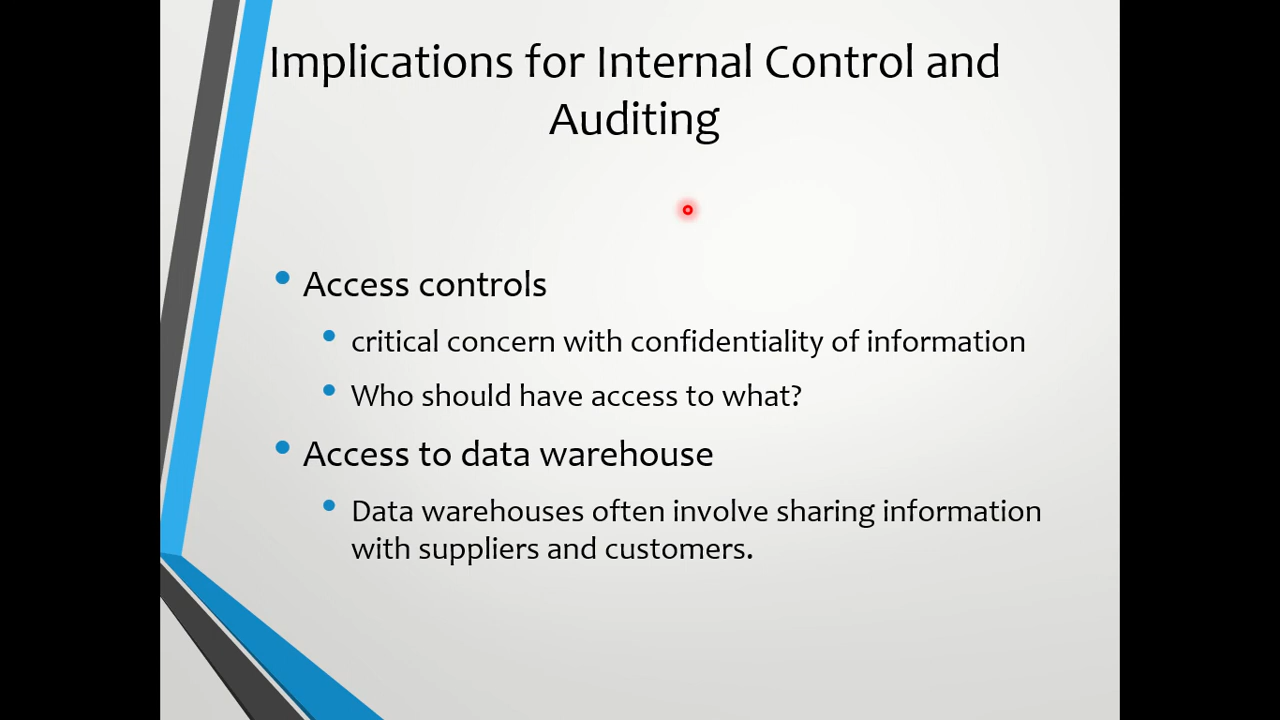 Implications for Internal Control and
Auditing
• Access controls
• critical concern with confidentiality of information
• Who should have access to what?
• Access to data warehouse
• Data warehouses often involve sharing information
with suppliers and customers.